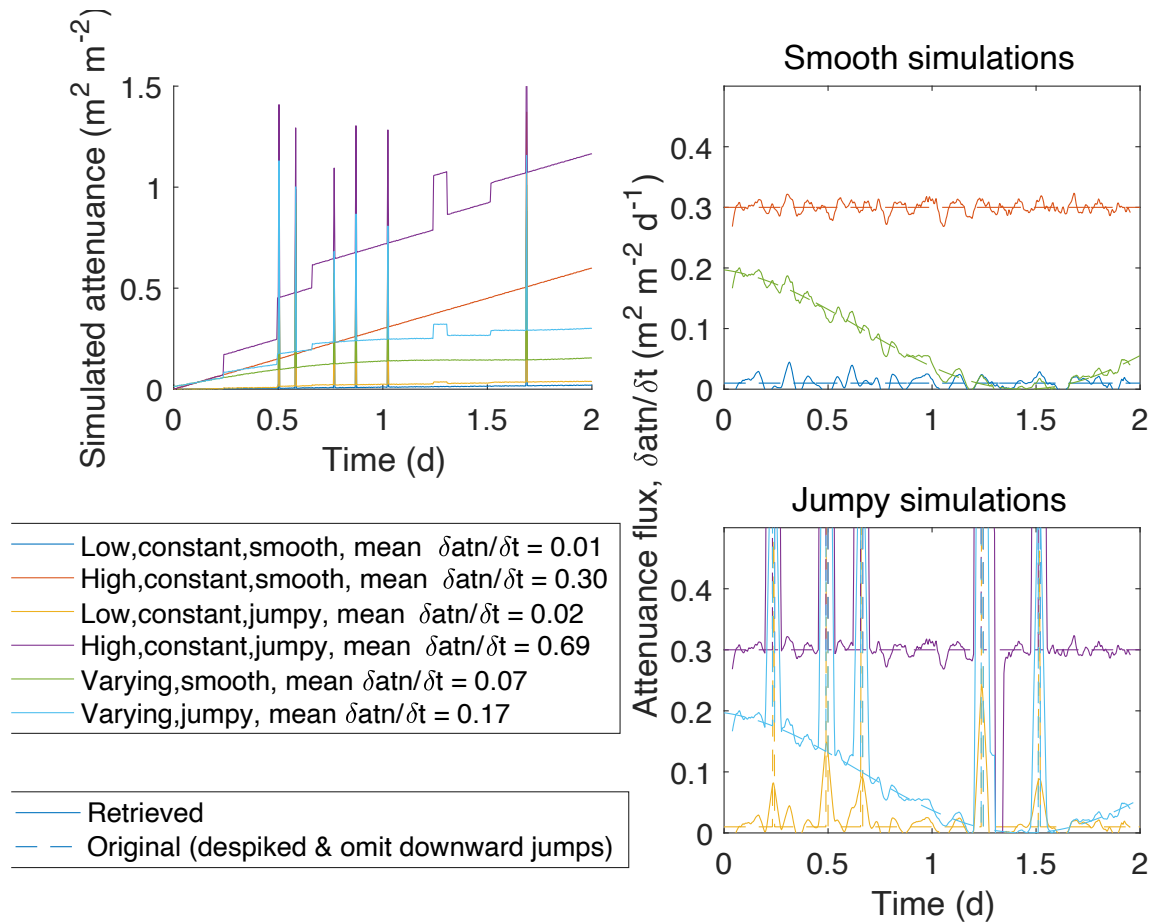 Simulated attenuance (m² m⁻²)
1.5
1
0.5
0
0 0.5 1 1.5 2
Time (d)
Smooth simulations
0.4
0.3
0.2
0.1
0
0 0.5 1 1.5 2
Attenuance flux, δatn/δt (m² m⁻² d⁻¹)
Jumpy simulations
0.4
0.3
0.2
0.1
0
0 0.5 1 1.5 2
Time (d)
Low,constant,smooth, mean δatn/δt = 0.01
High,constant,smooth, mean δatn/δt = 0.30
Low,constant,jumpy, mean δatn/δt = 0.02
High,constant,jumpy, mean δatn/δt = 0.69
Varying,smooth, mean δatn/δt = 0.07
Varying,jumpy, mean δatn/δt = 0.17
Retrieved
Original (despiked & omit downward jumps)